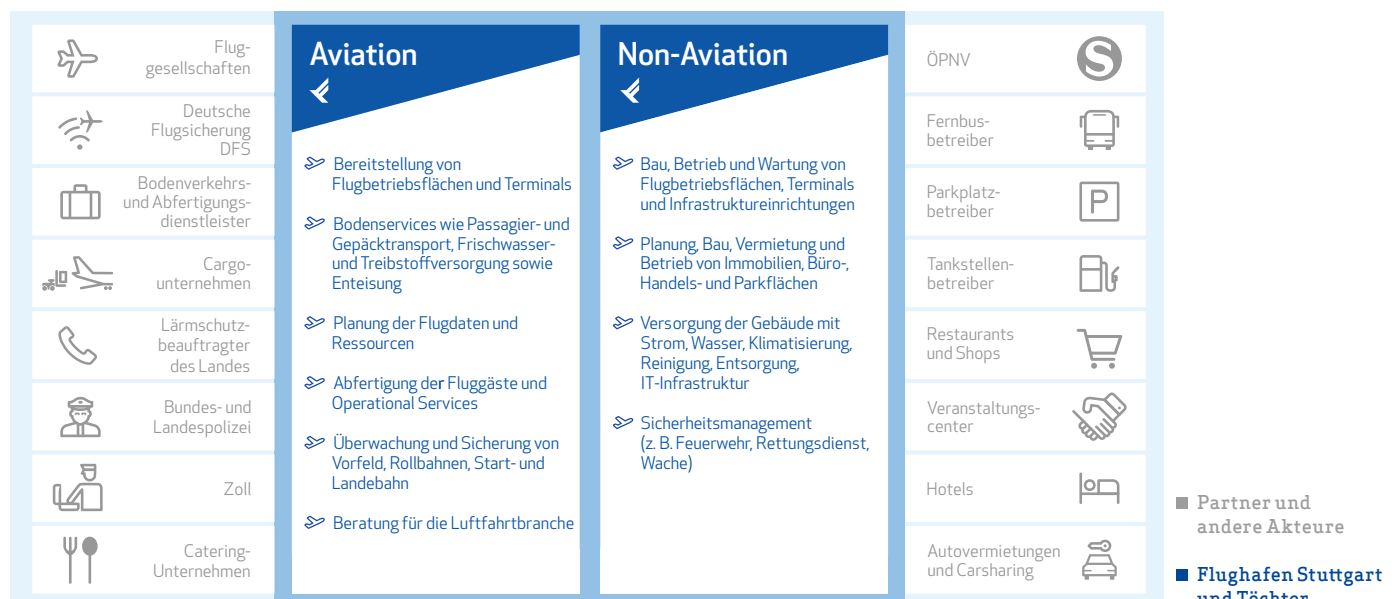 Flug-
gesellschaften
Deutsche
Flugsicherung
DFS
Bodenverkehrs-
und Abfertigungs-
dienstleister
Cargo-
unternehmen
Lärmschutz-
beauftragter
des Landes
Bundes- und
Landespolizei
Zoll
Catering-
Unternehmen
Aviation
Bereitstellung von
Flugbetriebsflächen und Terminals
Bodenservices wie Passagier- und
Gepäcktransport, Frischwasser-
und Treibstoffversorgung sowie
Enteisung
Planung der Flugdaten und
Ressourcen
Abfertigung der Fluggäste und
Operational Services
Überwachung und Sicherung von
Vorfeld, Rollbahnen, Start- und
Landebahn
Beratung für die Luftfahrtbranche
Non-Aviation
Bau, Betrieb und Wartung von
Flugbetriebsflächen, Terminals
und Infrastruktureinrichtungen
Planung, Bau, Vermietung und
Betrieb von Immobilien, Büro-,
Handels- und Parkflächen
Versorgung der Gebäude mit
Strom, Wasser, Klimatisierung,
Reinigung, Entsorgung,
IT-Infrastruktur
Sicherheitsmanagement
(z. B. Feuerwehr, Rettungsdienst,
Wache)
ÖPNV
S
Fernbus-
betreiber
Parkplatz-
betreiber
P
Tankstellen-
betreiber
Restaurants
und Shops
Veranstaltungs-
center
Hotels
Autovermietungen
und Carsharing
Partner und
andere Akteure
Flughafen Stuttgart
und Töchter